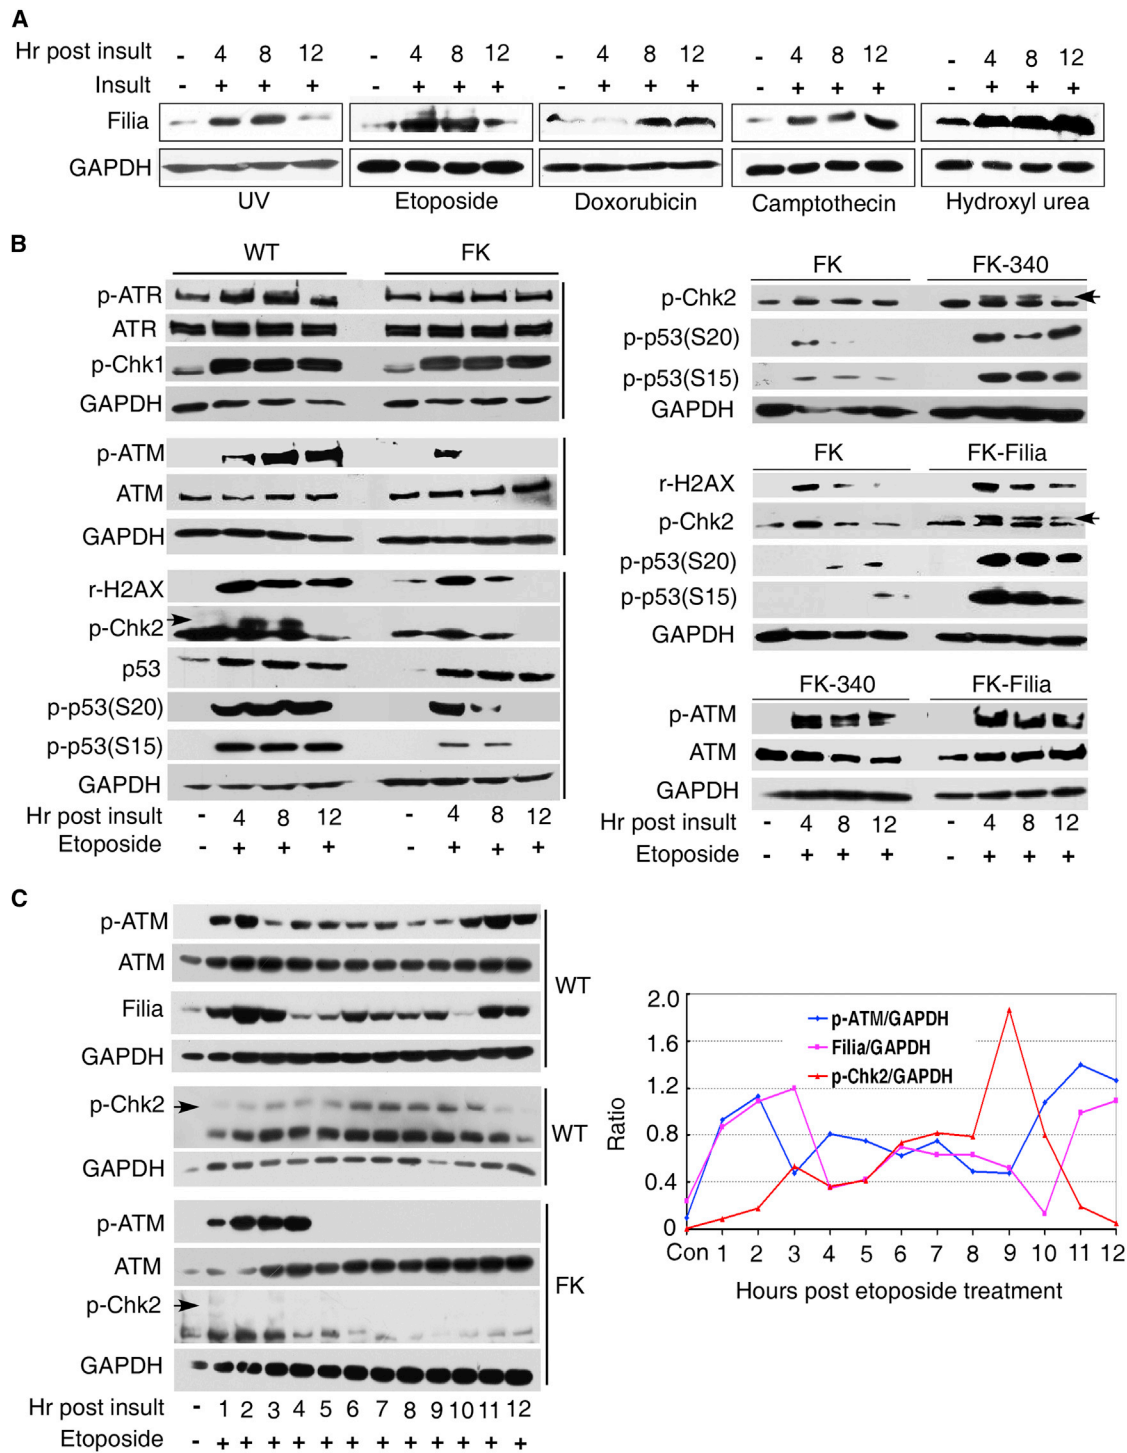 A
Hr post insult - 4 8 12 - 4 8 12 - 4 8 12 - 4 8 12 - 4 8 12
Insult - + + + - + + + - + + + - + + + - + + +
Filia
GAPDH
UV Etoposide Doxorubicin Camptothecin Hydroxyl urea
B
WT FK
p-ATR
ATR
p-Chk1
GAPDH
p-ATM
ATM
GAPDH
r-H2AX
p-Chk2
p53
p-p53(S20)
p-p53(S15)
GAPDH
Hr post insult - 4 8 12 - 4 8 12
Etoposide - + + + - + + +
FK FK-340
p-Chk2
p-p53(S20)
p-p53(S15)
GAPDH
FK FK-Filia
r-H2AX
p-Chk2
p-p53(S20)
p-p53(S15)
GAPDH
FK-340 FK-Filia
p-ATM
ATM
GAPDH
Hr post insult - 4 8 12 - 4 8 12
Etoposide - + + + - + + +
C
p-ATM
ATM
Filia
GAPDH
WT
p-Chk2
GAPDH
WT
p-ATM
ATM
p-Chk2
GAPDH
FK
Hr post insult - 1 2 3 4 5 6 7 8 9 10 11 12
Etoposide - + + + + + + + + + + + +
2.0
1.6
1.2
0.8
0.4
0
Ratio
p-ATM/GAPDH
Filia/GAPDH
p-Chk2/GAPDH
Con 1 2 3 4 5 6 7 8 9 10 11 12
Hours post etoposide treatment